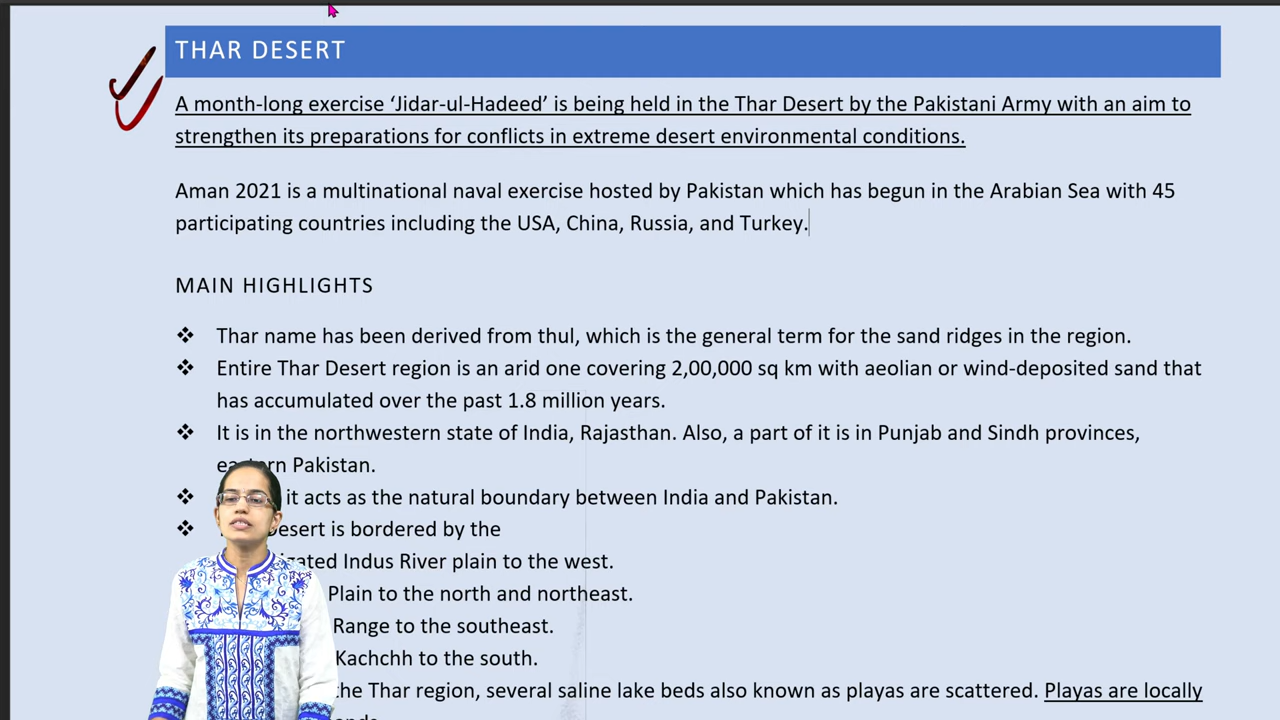 THAR DESERT
A month-long exercise ‘Jidar-ul-Hadeed’ is being held in the Thar Desert by the Pakistani Army with an aim to
strengthen its preparations for conflicts in extreme desert environmental conditions.
Aman 2021 is a multinational naval exercise hosted by Pakistan which has begun in the Arabian Sea with 45
participating countries including the USA, China, Russia, and Turkey.
MAIN HIGHLIGHTS
❖ Thar name has been derived from thul, which is the general term for the sand ridges in the region.
❖ Entire Thar Desert region is an arid one covering 2,00,000 sq km with aeolian or wind-deposited sand that
has accumulated over the past 1.8 million years.
❖ It is in the northwestern state of India, Rajasthan. Also, a part of it is in Punjab and Sindh provinces,
Pakistan.
❖ it acts as the natural boundary between India and Pakistan.
❖ Desert is bordered by the
Indus River plain to the west.
Plain to the north and northeast.
Range to the southeast.
Kachchh to the south.
the Thar region, several saline lake beds also known as playas are scattered. Playas are locally